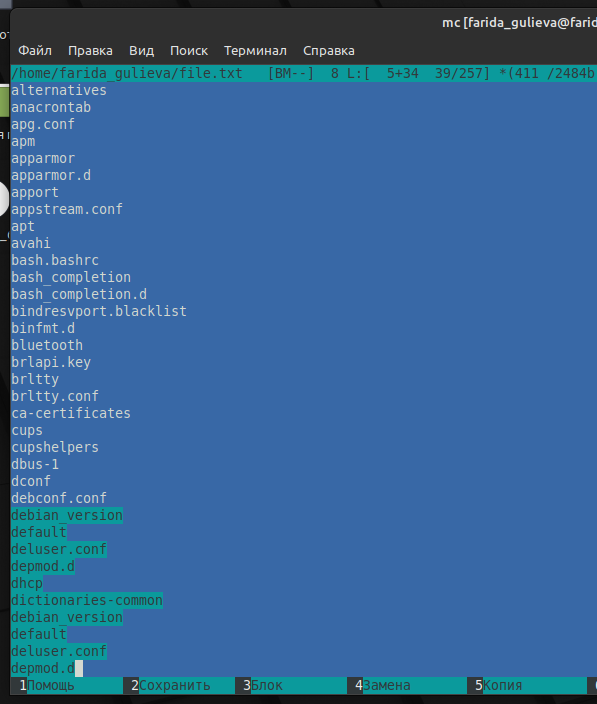 mc [farida_gulieva@farid
Файл Правка Вид Поиск Терминал Справка
/home/farida_gulieva/file.txt [BM--] 8 L:[ 5+34 39/257] *(411 /2484b
alternatives
anacrontab
apg.conf
apm
apparmor
apparmor.d
apport
appstream.conf
apt
avahi
bash.bashrc
bash_completion
bash_completion.d
bindresvport.blacklist
binfmt.d
bluetooth
brlapi.key
brltty
brltty.conf
ca-certificates
cups
cupshelpers
dbus-1
dconf
debconf.conf
debian_version
default
deluser.conf
depmod.d
dhcp
dictionaries-common
debian_version
default
deluser.conf
depmod.d
1Помощь 2Сохранить 3Блок 4Замена 5Копия